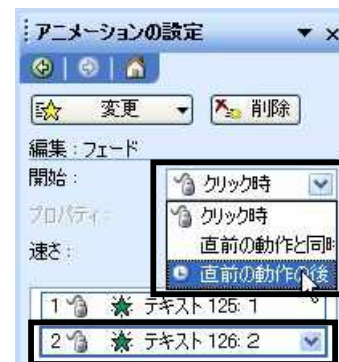 アニメーションの設定
変更
削除
編集：フェード
開始：
クリック時
プロパティ：
クリック時
直前の動作と同時
速さ：
直前の動作の後
1 テキスト 125: 1
2 テキスト 126: 2